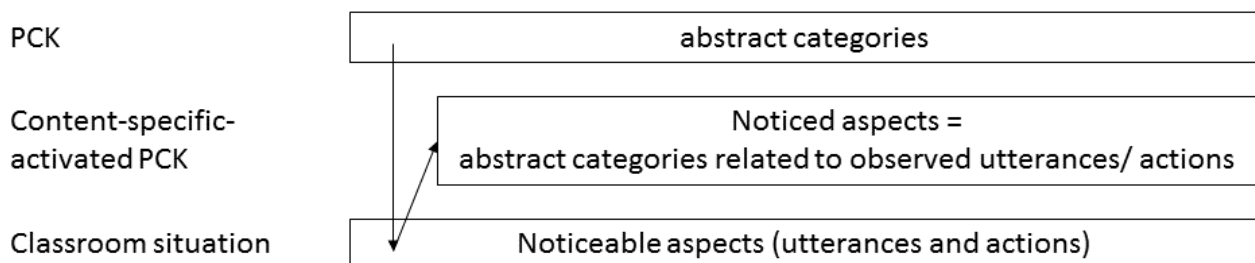 PCK
abstract categories
Content-specific-
activated PCK
Noticed aspects =
abstract categories related to observed utterances/ actions
Classroom situation
Noticeable aspects (utterances and actions)